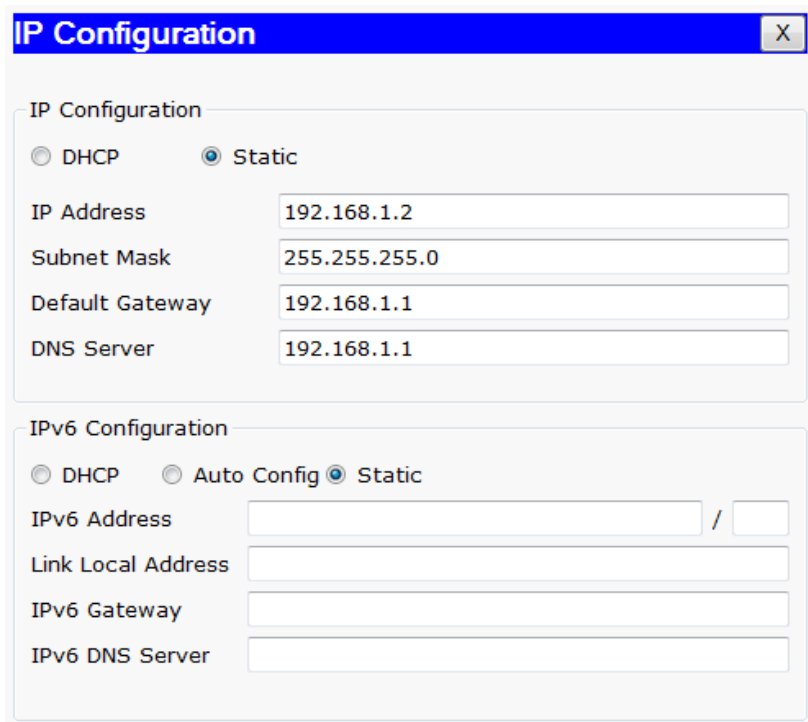 IP Configuration X
IP Configuration
DHCP Static
IP Address 192.168.1.2
Subnet Mask 255.255.255.0
Default Gateway 192.168.1.1
DNS Server 192.168.1.1
IPv6 Configuration
DHCP Auto Config Static
IPv6 Address /
Link Local Address
IPv6 Gateway
IPv6 DNS Server